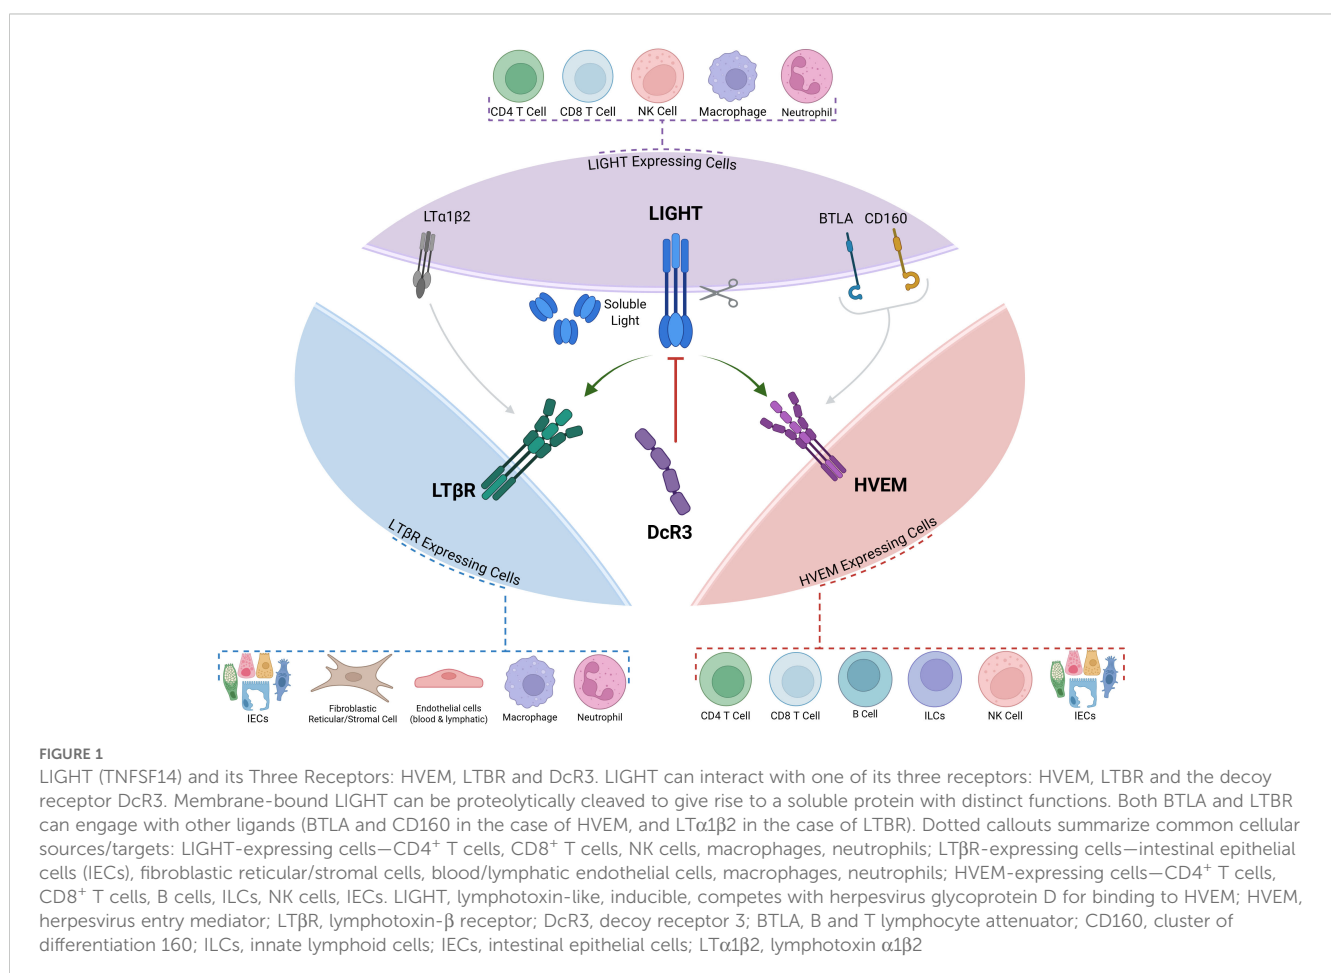 CD4 T Cell
CD8 T Cell
NK Cell
Macrophage
Neutrophil
LIGHT Expressing Cells
LTα1β2
LIGHT
BTLA
CD160
Soluble
Light
LTβR
DcR3
HVEM
LTβR Expressing Cells
HVEM Expressing Cells
IECs
Fibroblastic
Reticular/Stromal Cell
Endothelial cells
(blood & lymphatic)
Macrophage
Neutrophil
CD4 T Cell
CD8 T Cell
B Cell
ILCs
NK Cell
IECs
FIGURE 1
LIGHT (TNFSF14) and its Three Receptors: HVEM, LTBR and DcR3. LIGHT can interact with one of its three receptors: HVEM, LTBR and the decoy
receptor DcR3. Membrane-bound LIGHT can be proteolytically cleaved to give rise to a soluble protein with distinct functions. Both BTLA and LTBR
can engage with other ligands (BTLA and CD160 in the case of HVEM, and LTα1β2 in the case of LTBR). Dotted callouts summarize common cellular
sources/targets: LIGHT-expressing cells—CD4⁺ T cells, CD8⁺ T cells, NK cells, macrophages, neutrophils; LTβR-expressing cells—intestinal epithelial
cells (IECs), fibroblastic reticular/stromal cells, blood/lymphatic endothelial cells, macrophages, neutrophils; HVEM-expressing cells—CD4⁺ T cells,
CD8⁺ T cells, B cells, ILCs, NK cells, IECs. LIGHT, lymphotoxin-like, inducible, competes with herpesvirus glycoprotein D for binding to HVEM; HVEM,
herpesvirus entry mediator; LTβR, lymphotoxin-β receptor; DcR3, decoy receptor 3; BTLA, B and T lymphocyte attenuator; CD160, cluster of
differentiation 160; ILCs, innate lymphoid cells; IECs, intestinal epithelial cells; LTα1β2, lymphotoxin α1β2